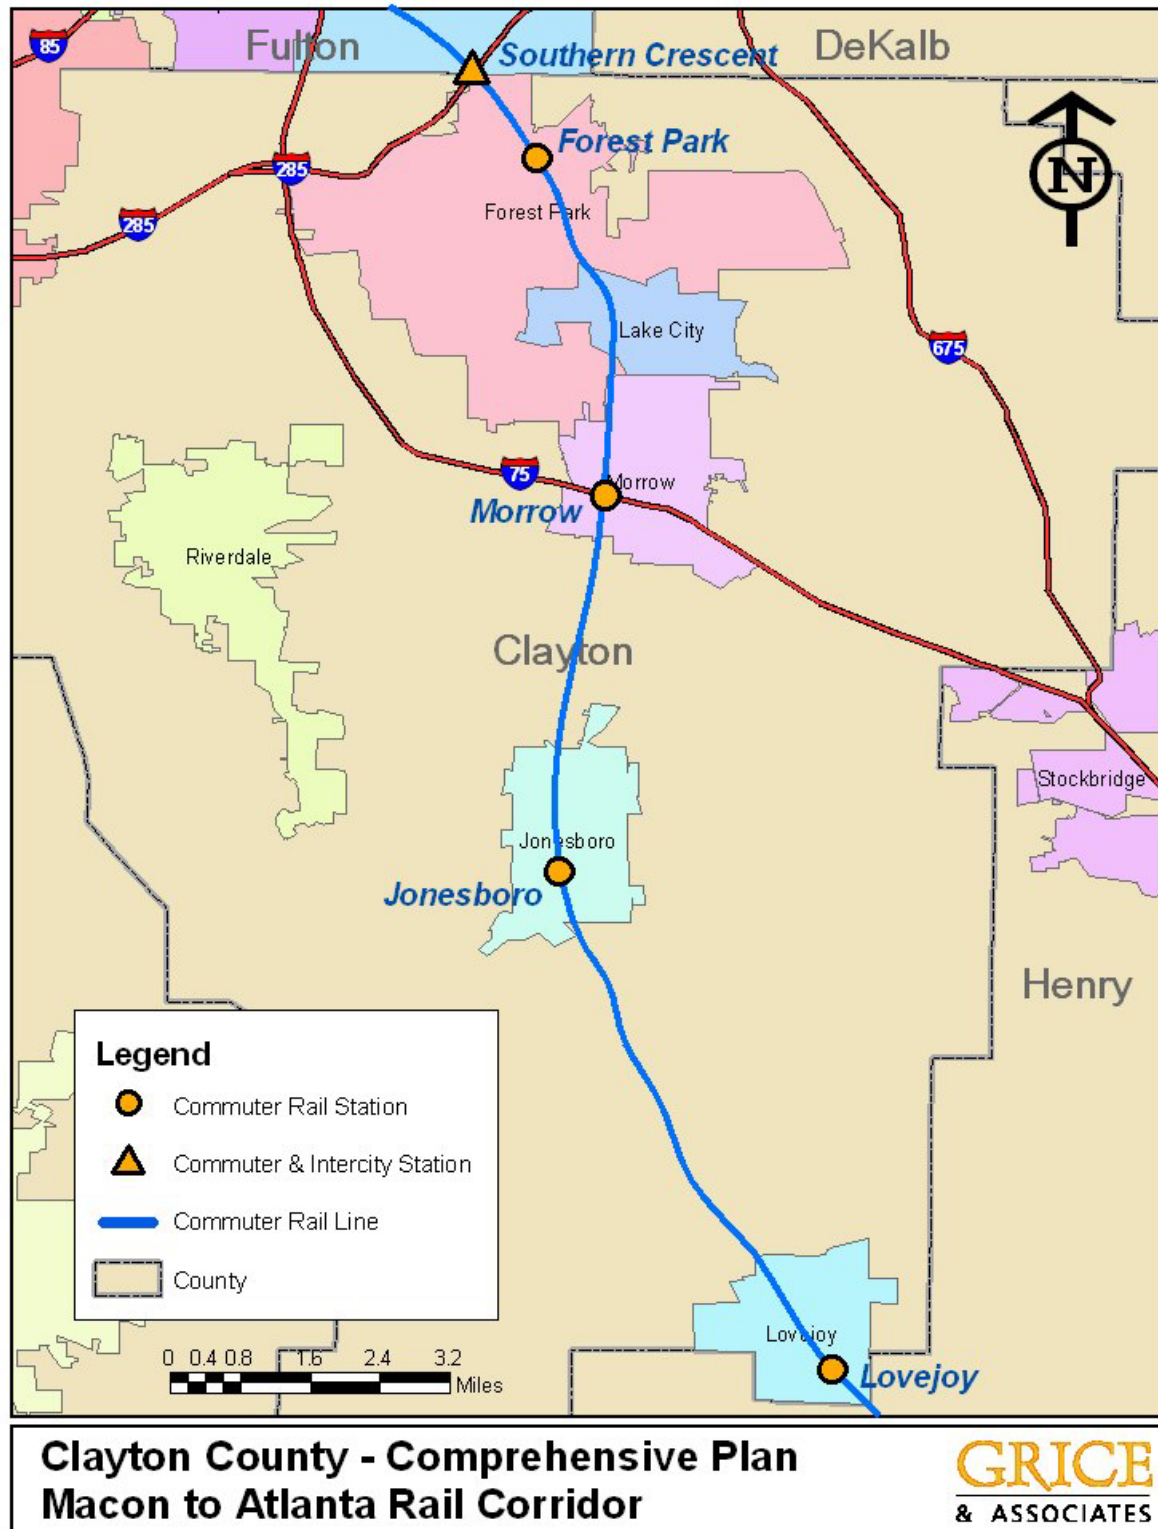 85
Fulton
Southern Crescent
DeKalb
Forest Park
285
N
285
Forest Park
Lake City
675
75
Morrow
Morrow
Riverdale
Clayton
Stockbridge
Jonesboro
Jonesboro
Henry
Legend
Commuter Rail Station
Commuter & Intercity Station
Commuter Rail Line
County
Lovejoy
Lovejoy
0 0.4 0.8 1.6 2.4 3.2
Miles
Clayton County - Comprehensive Plan
Macon to Atlanta Rail Corridor
GRICE
& ASSOCIATES